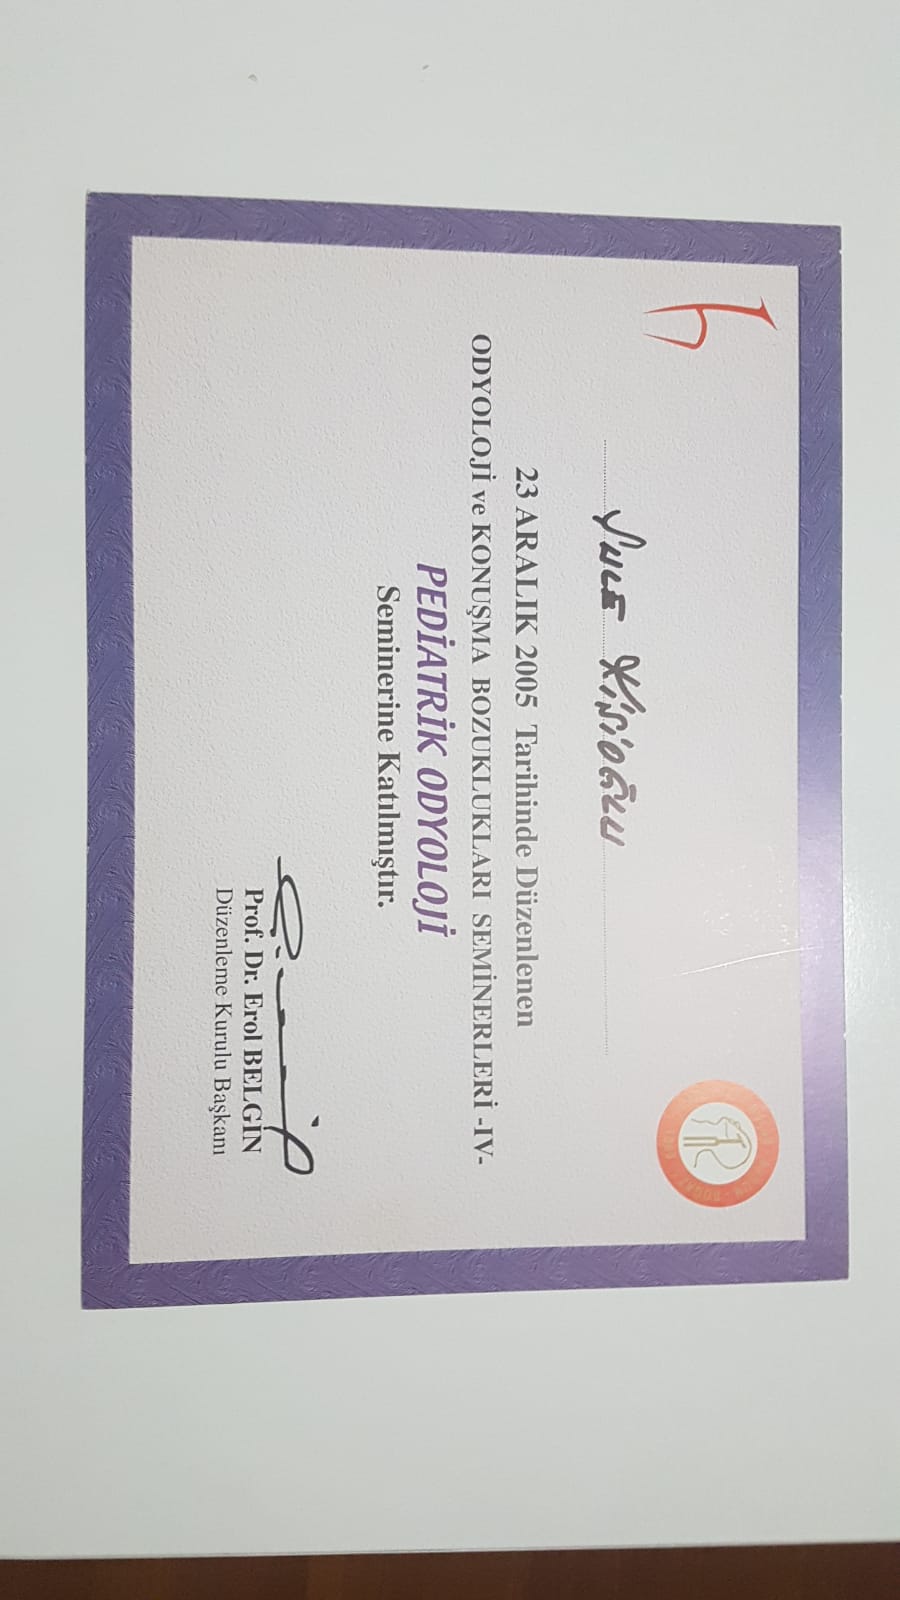 23 ARALIK 2005 Tarihinde Düzenlenen
ODYOLOJİ ve KONUŞMA BOZUKLUKLARI SEMİNERLERİ -IV-
PEDİATRİK ODYOLOJİ
Seminerine Katılmıştır.
Prof. Dr. Erol BELGİN
Düzenleme Kurulu Başkanı